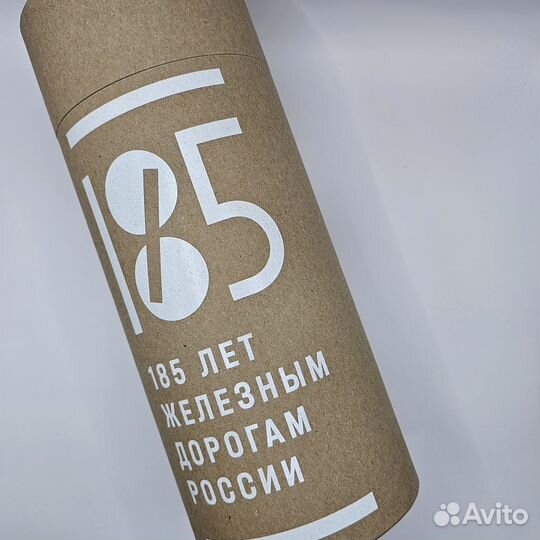 185
185 ЛЕТ
ЖЕЛЕЗНЫМ
ДОРОГАМ
РОССИИ
Avito